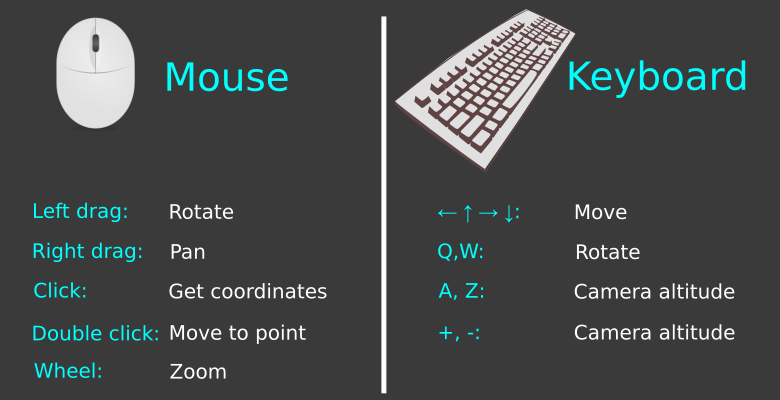 Mouse
Left drag: Rotate
Right drag: Pan
Click: Get coordinates
Double click: Move to point
Wheel: Zoom
Keyboard
←↑→↓: Move
Q,W: Rotate
A, Z: Camera altitude
+, -: Camera altitude